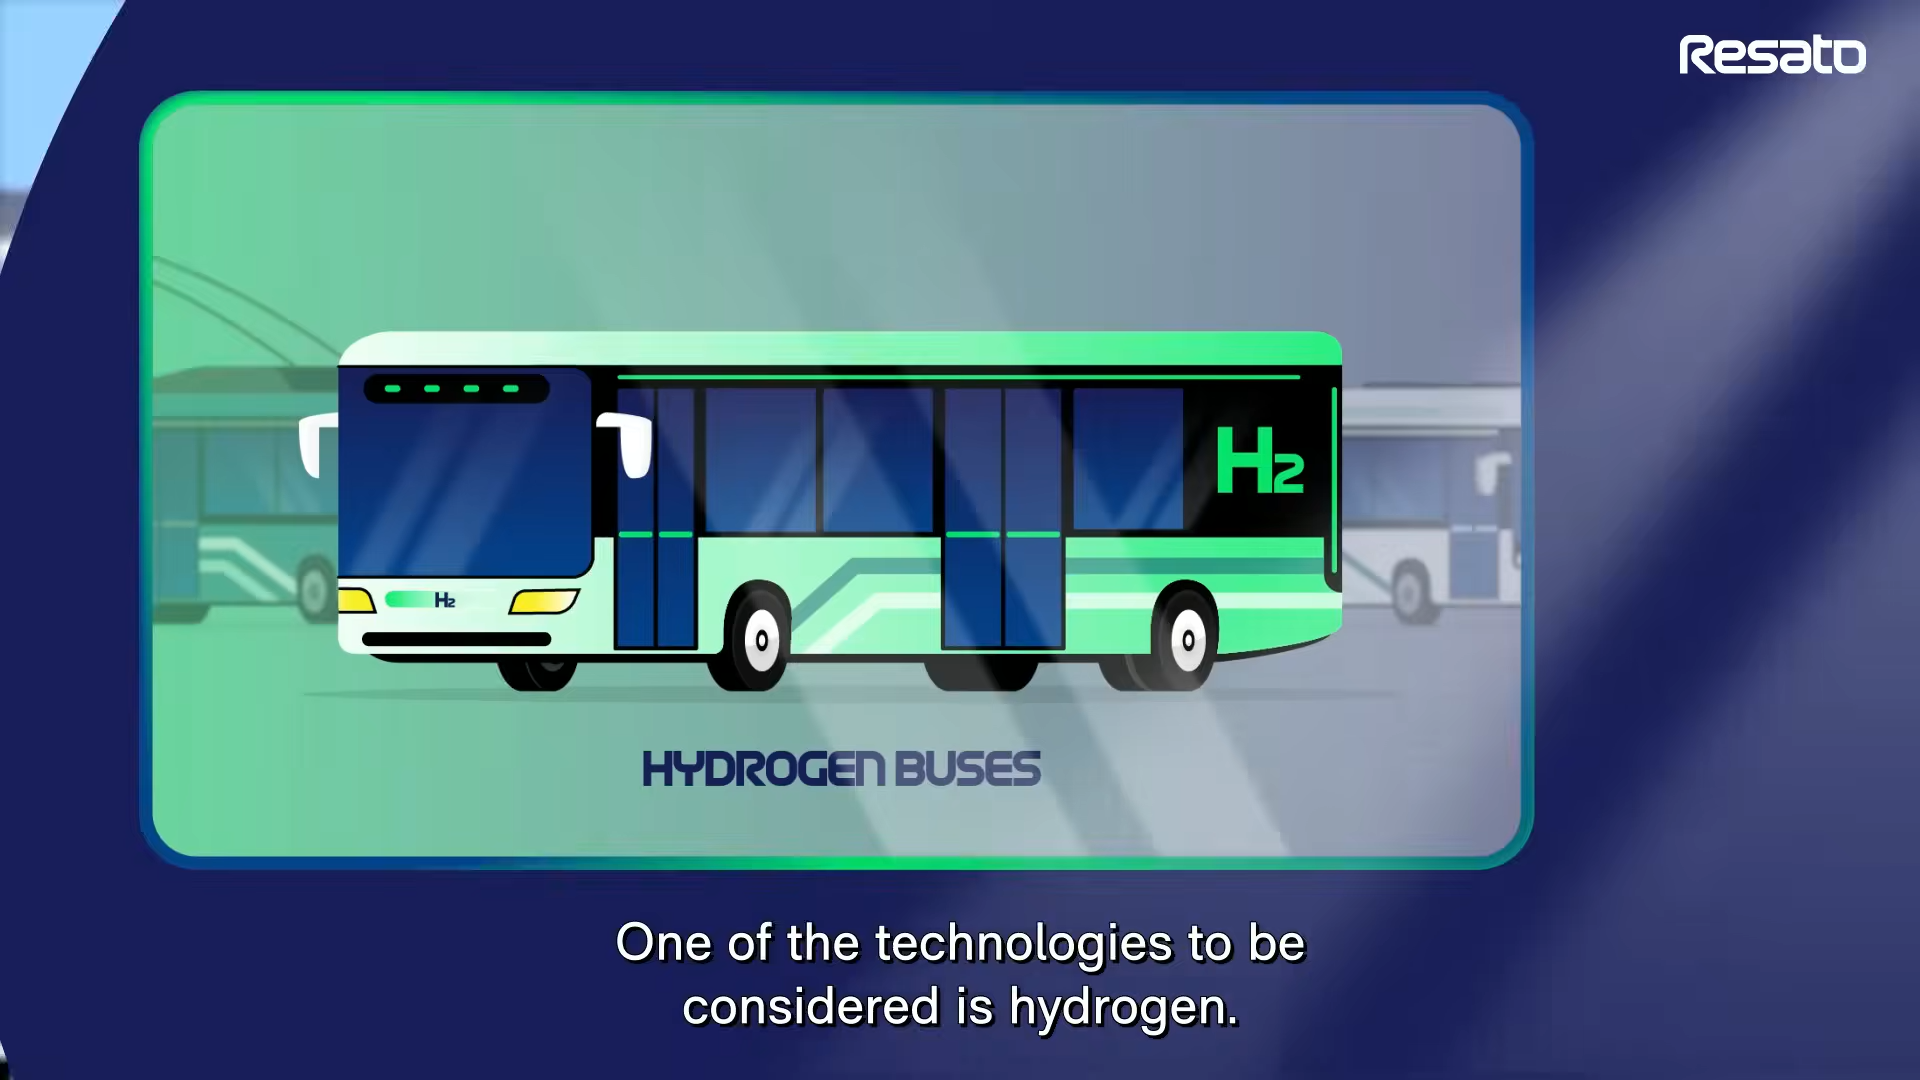 Resato
H2
H2
HYDROGEN BUSES
One of the technologies to be
considered is hydrogen.